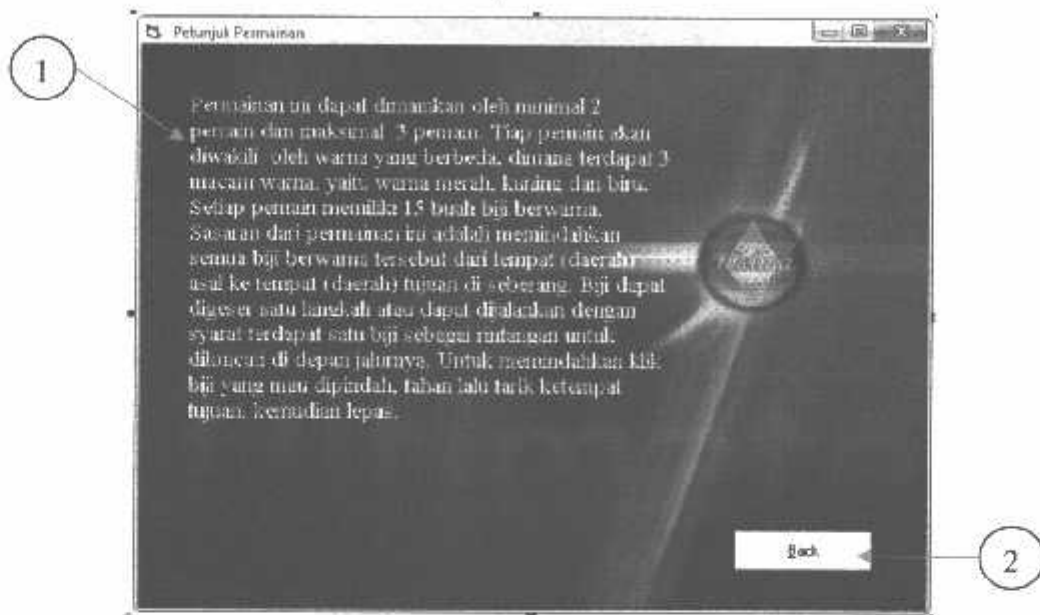 Petunjuk Permainan
1
Permainan ini dapat dimainkan oleh minimal 2
pemain dan maksimal 3 pemain. Tiap pemain akan
diwakili oleh warna yang berbeda, dimana terdapat 3
macam warna, yaitu warna merah, kuning dan biru.
Setiap pemain memiliki 15 buah biji berwarna.
Sasaran dari permainan ini adalah memindahkan
semua biji berwarna tersebut dari tempat (daerah)
asal ke tempat (daerah) tujuan di seberang. Biji dapat
digeser satu langkah atau dapat dijalankan dengan
syarat terdapat satu biji sebagai rintangan untuk
diloncati di depan jalurnya. Untuk memindahkan klik
biji yang mau dipindah, tahan lalu tarik ketempat
tujuan, kemudian lepas.
Back
2